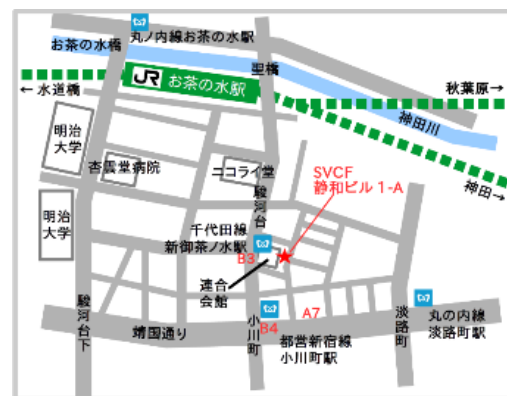 丸ノ内線お茶の水駅
お茶の水橋
聖橋
JR お茶の水駅
← 水道橋
秋葉原→
神田川
神田→
明治
大学
杏雲堂病院
ニコライ堂
駿河台
SVCF
静和ビル 1-A
明治
大学
千代田線
新御茶ノ水駅
B3
連合
会館
駿河台下
靖国通り
小川町
B4
A7
都営新宿線
小川町駅
淡路町
丸の内線
淡路町駅